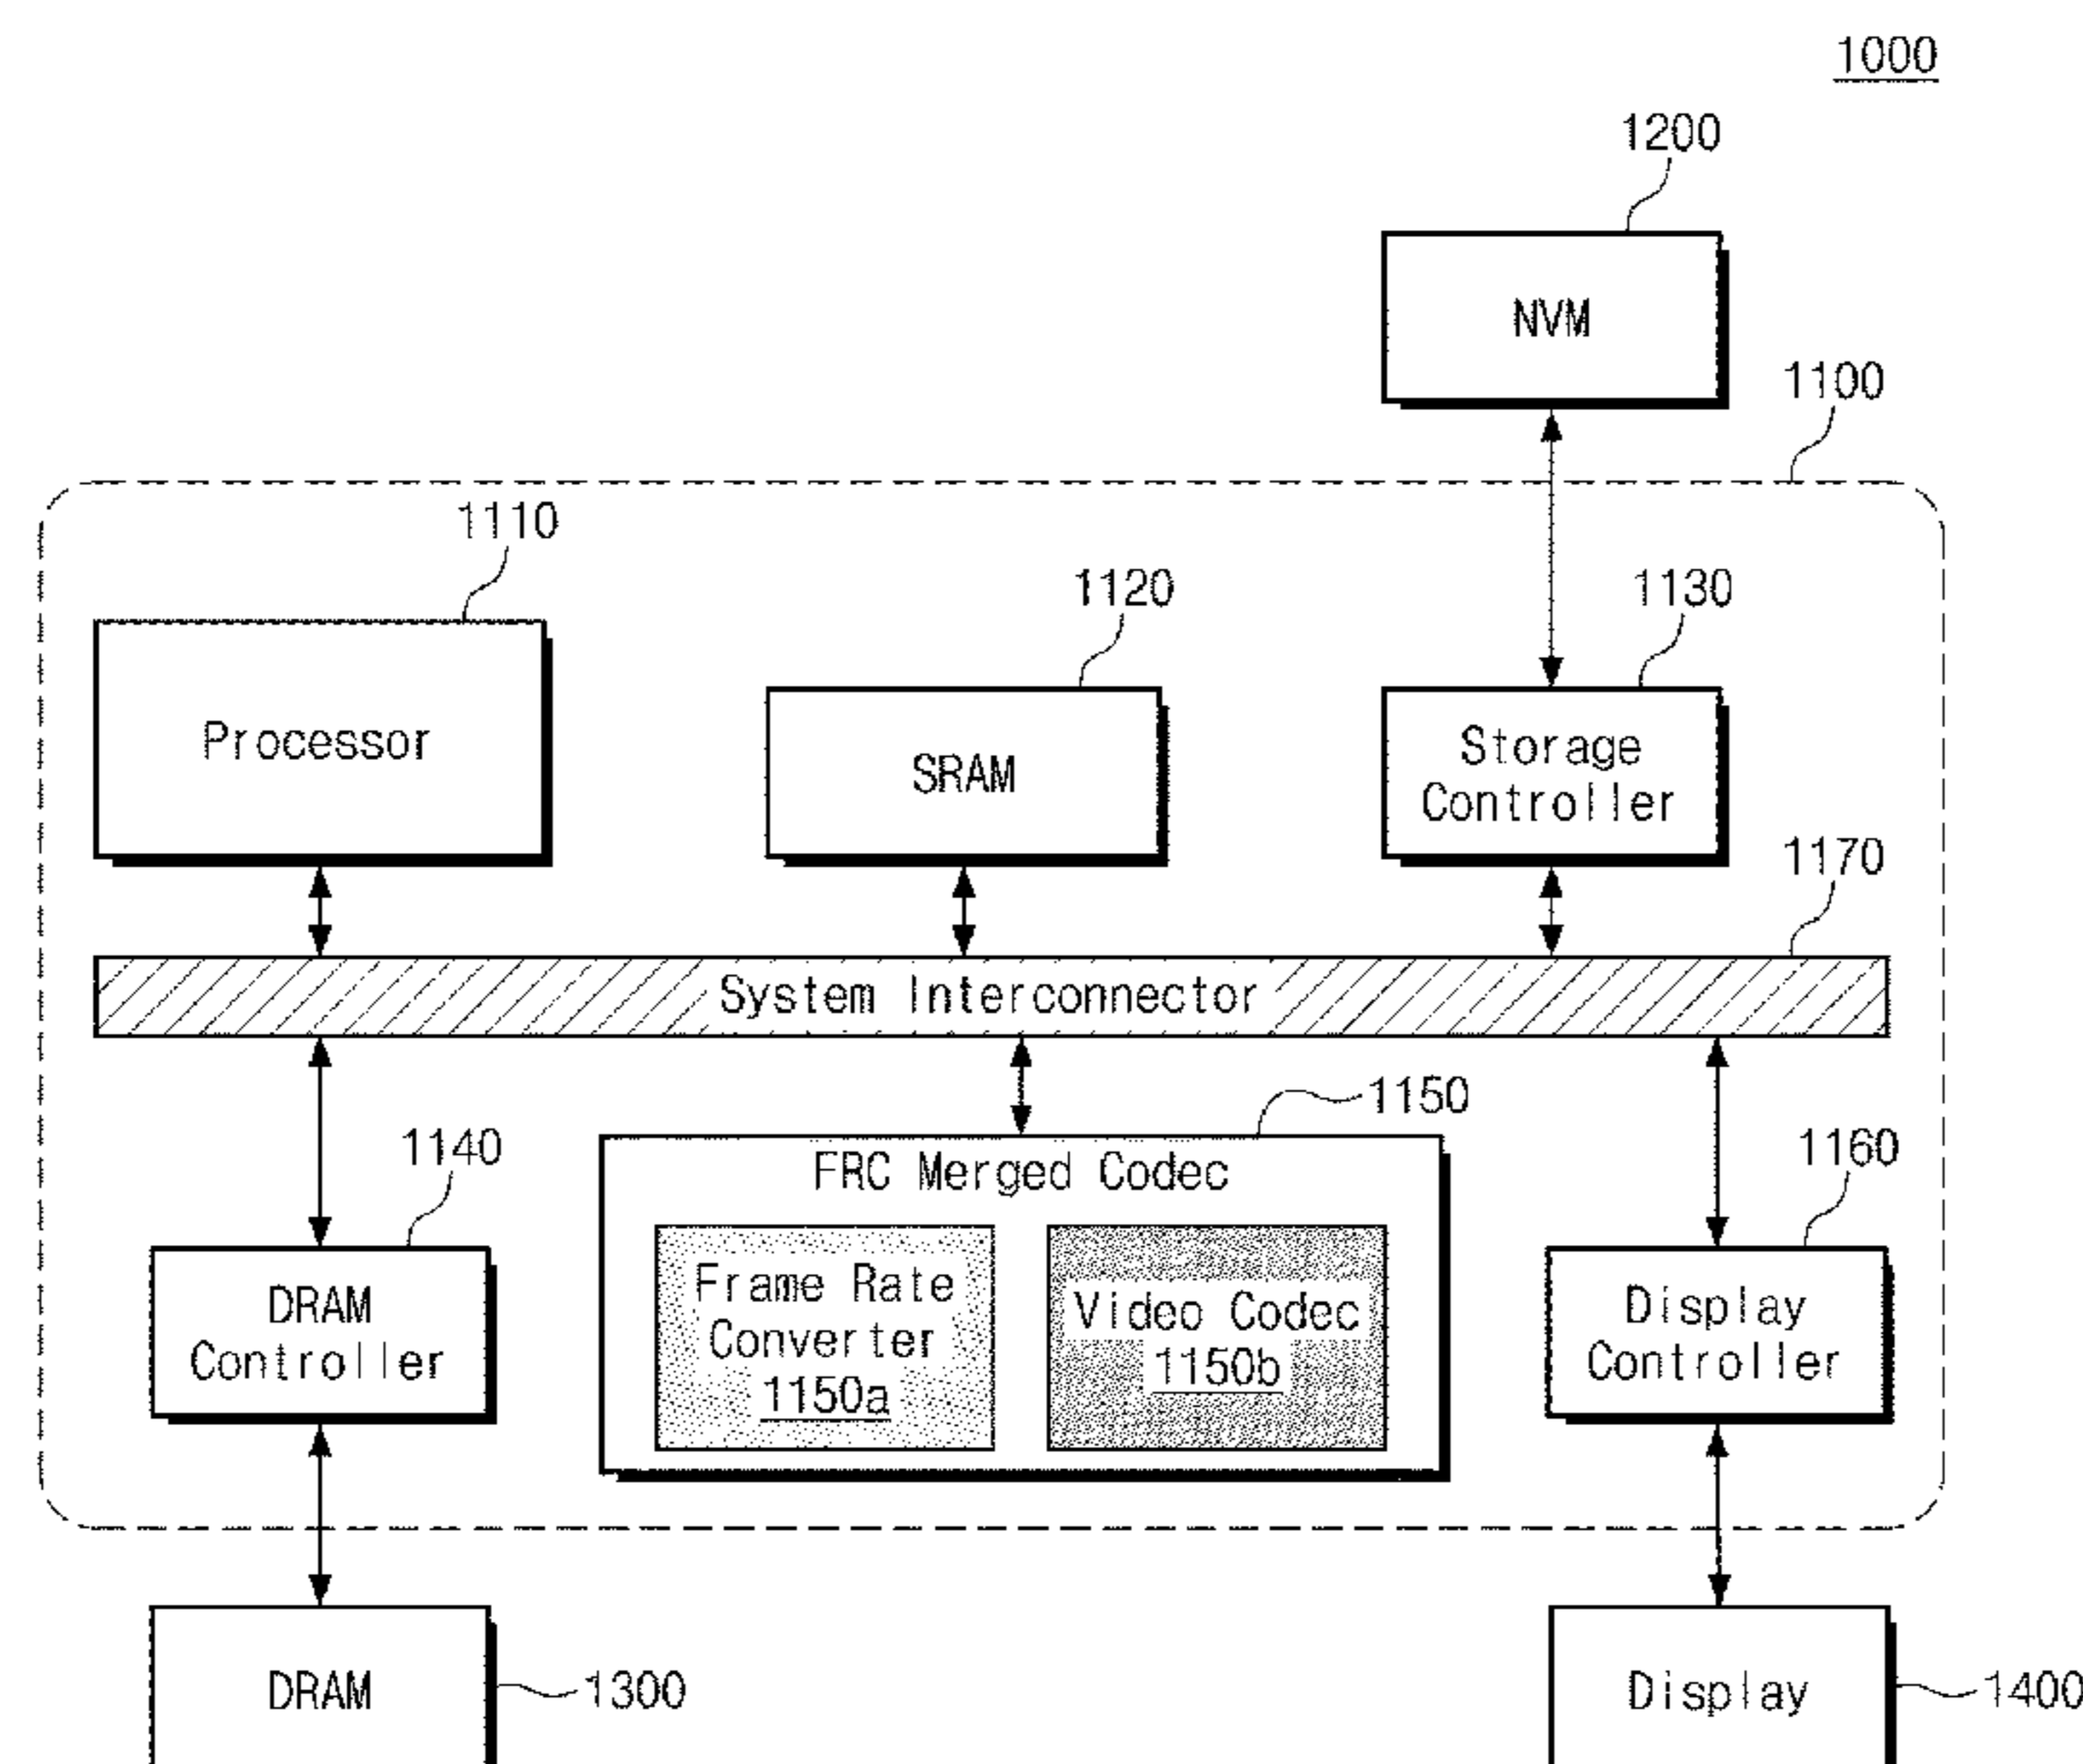 1000
1200
NVM
1100
1110
1120
1130
Processor
SRAM
Storage
Controller
1170
System Interconnector
1150
FRC Merged Codec
1140
1160
DRAM
Controller
Frame Rate
Converter
1150a
Video Codec
1150b
Display
Controller
DRAM
1300
Display
1400